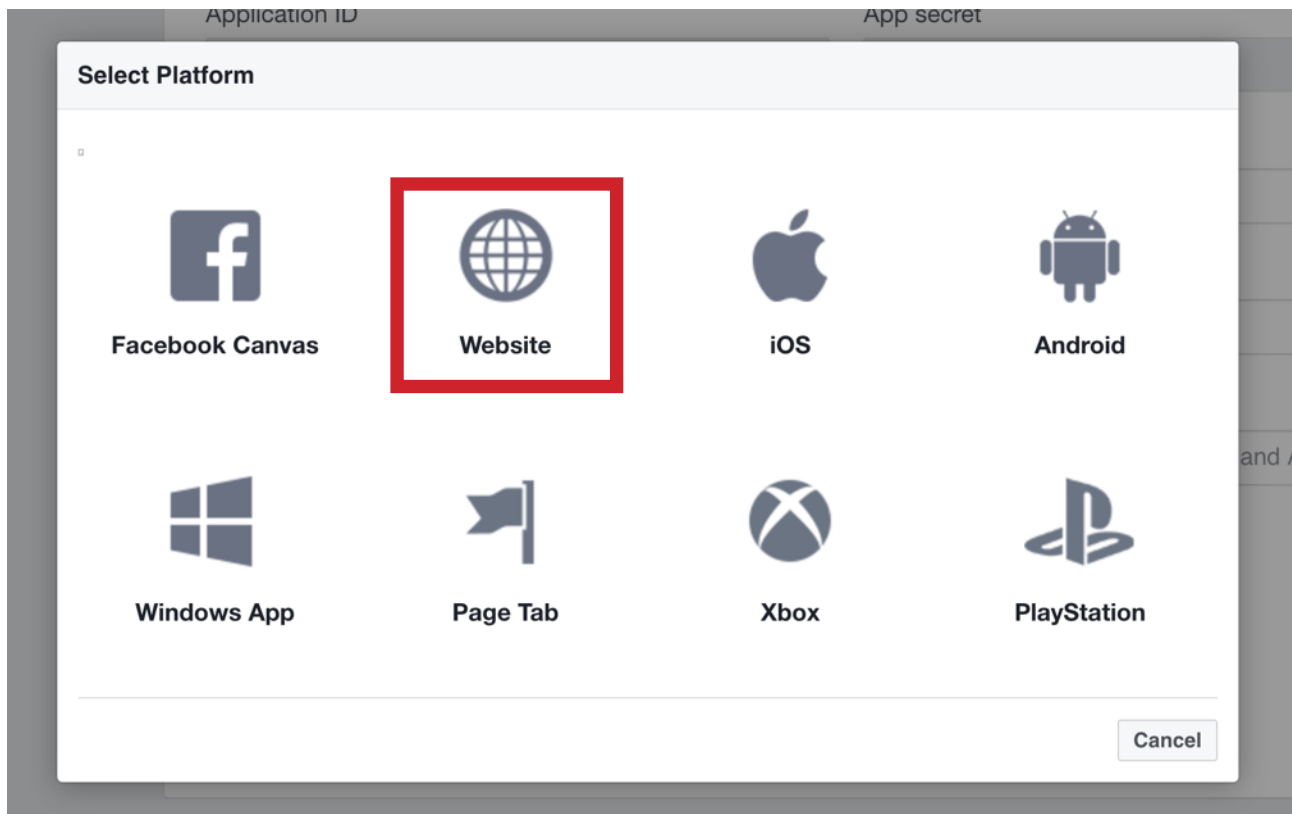 Application ID App secret
Select Platform
Facebook Canvas Website iOS Android
and A
Windows App Page Tab Xbox PlayStation
Cancel